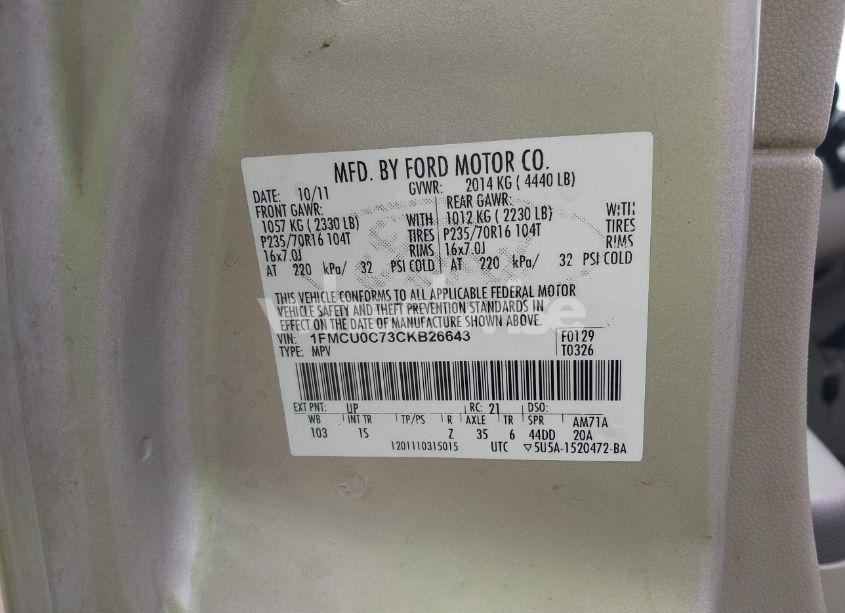 MFD. BY FORD MOTOR CO.
DATE: 10/11 GVWR: 2014 KG ( 4440 LB)
FRONT GAWR: REAR GAWR:
1057 KG ( 2330 LB) WITH 1012 KG ( 2230 LB) WITH
P235/70R16 104T TIRES P235/70R16 104T TIRES
16x7.0J RIMS 16x7.0J RIMS
AT 220 kPa/ 32 PSI COLD AT 220 kPa/ 32 PSI COLD
THIS VEHICLE CONFORMS TO ALL APPLICABLE FEDERAL MOTOR
VEHICLE SAFETY AND THEFT PREVENTION STANDARDS IN
EFFECT ON THE DATE OF MANUFACTURE SHOWN ABOVE.
VIN: 1FMCU0C73CKB26643 F0129
TYPE: MPV T0326
EXT PNT: UP RC: 21 DSO:
WB INT TR TP/PS R AXLE TR SPR AM71A
103 IS Z 35 6 44DD 20A
1201110315015 UTC ▽5U5A-1520472-BA